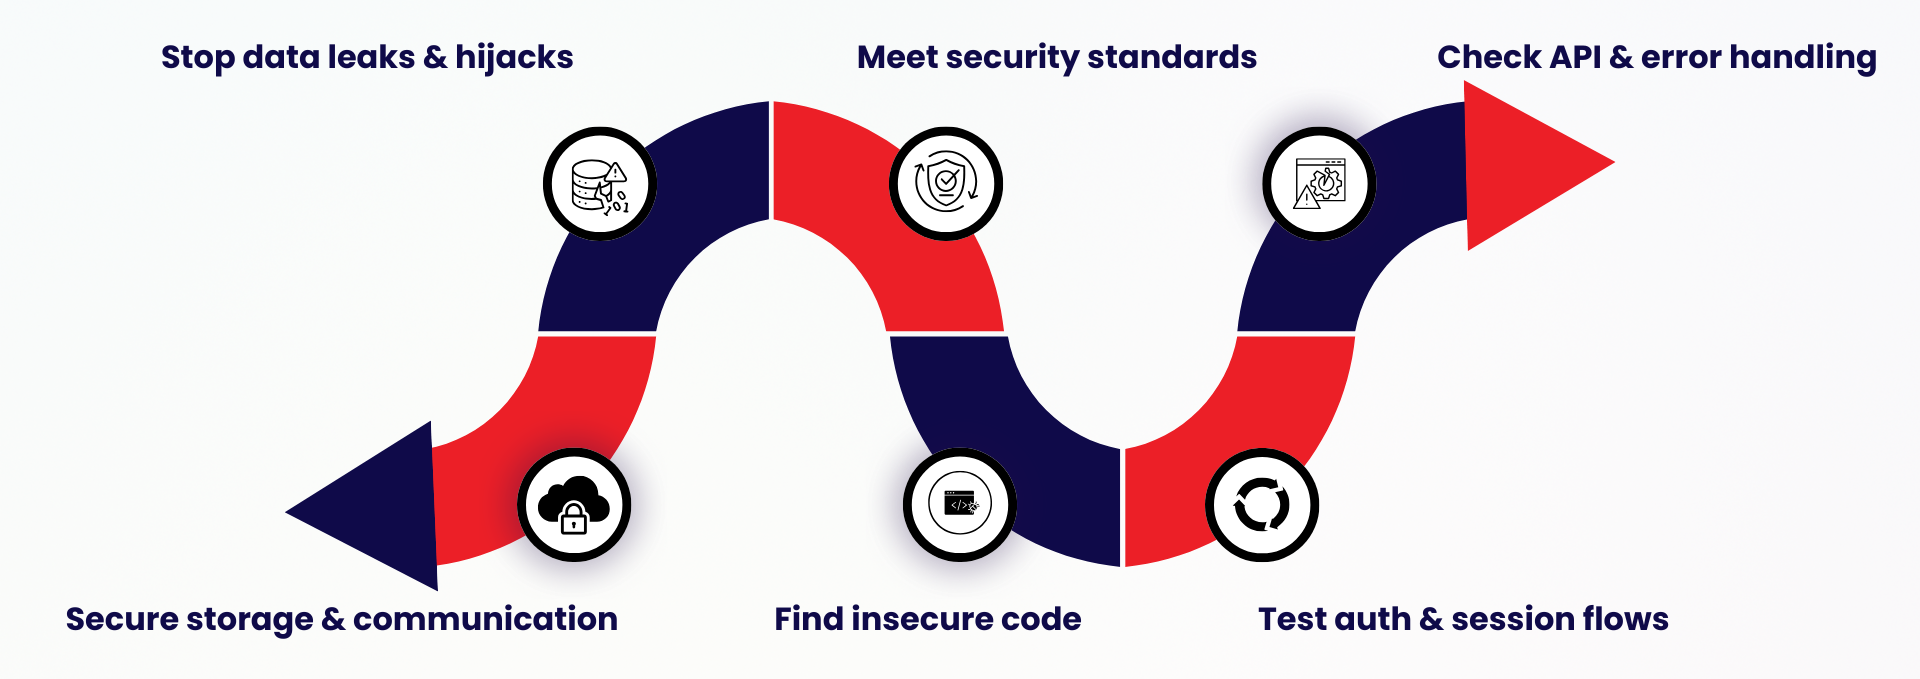 Stop data leaks & hijacks
Meet security standards
Check API & error handling
Secure storage & communication
Find insecure code
Test auth & session flows